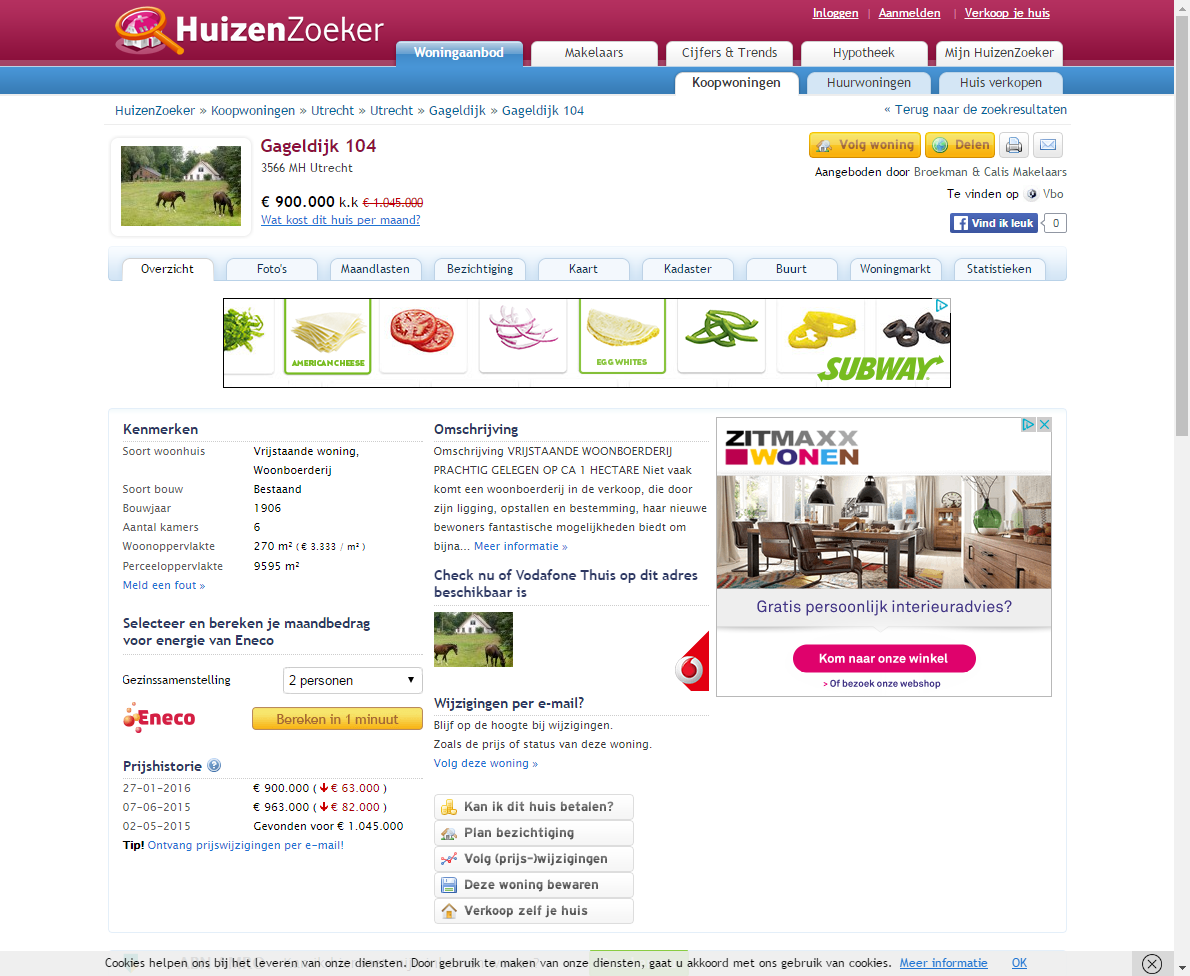 Inloggen | Aanmelden | Verkoop je huis
HuizenZoeker
Woningaanbod
Makelaars
Cijfers & Trends
Hypotheek
Mijn HuizenZoeker
Koopwoningen
Huurwoningen
Huis verkopen
HuizenZoeker » Koopwoningen » Utrecht » Utrecht » Gageldijk » Gageldijk 104
« Terug naar de zoekresultaten
Gageldijk 104
3566 MH Utrecht
€ 900.000 k.k € 1.045.000
Wat kost dit huis per maand?
Volg woning
Delen
Aangeboden door Broekman & Calis Makelaars
Te vinden op Vbo
Vind ik leuk
0
Overzicht
Foto's
Maandlasten
Bezichtiging
Kaart
Kadaster
Buurt
Woningmarkt
Statistieken
AMERICAN CHEESE
EGG WHITES
SUBWAY
Kenmerken
Soort woonhuis Vrijstaande woning,
Woonboerderij
Soort bouw Bestaand
Bouwjaar 1906
Aantal kamers 6
Woonoppervlakte 270 m² ( € 3.333 / m² )
Perceeloppervlakte 9595 m²
Meld een fout »
Selecteer en bereken je maandbedrag
voor energie van Eneco
Gezinssamenstelling 2 personen
Eneco
Bereken in 1 minuut
Prijshistorie ?
27-01-2016 € 900.000 ( € 63.000 )
07-06-2015 € 963.000 ( € 82.000 )
02-05-2015 Gevonden voor € 1.045.000
Tip! Ontvang prijswijzigingen per e-mail!
Omschrijving
Omschrijving VRIJSTAANDE WOONBOERDERIJ
PRACHTIG GELEGEN OP CA 1 HECTARE Niet vaak
komt een woonboerderij in de verkoop, die door
zijn ligging, opstallen en bestemming, haar nieuwe
bewoners fantastische mogelijkheden biedt om
bijna... Meer informatie »
Check nu of Vodafone Thuis op dit adres
beschikbaar is
Wijzigingen per e-mail?
Blijf op de hoogte bij wijzigingen.
Zoals de prijs of status van deze woning.
Volg deze woning »
Kan ik dit huis betalen?
Plan bezichtiging
Volg (prijs-)wijzigingen
Deze woning bewaren
Verkoop zelf je huis
ZITMAXX
WONEN
Gratis persoonlijk interieuradvies?
Kom naar onze winkel
> Of bezoek onze webshop
Cookies helpen ons bij het leveren van onze diensten. Door gebruik te maken van onze diensten, gaat u akkoord met ons gebruik van cookies. Meer informatie OK